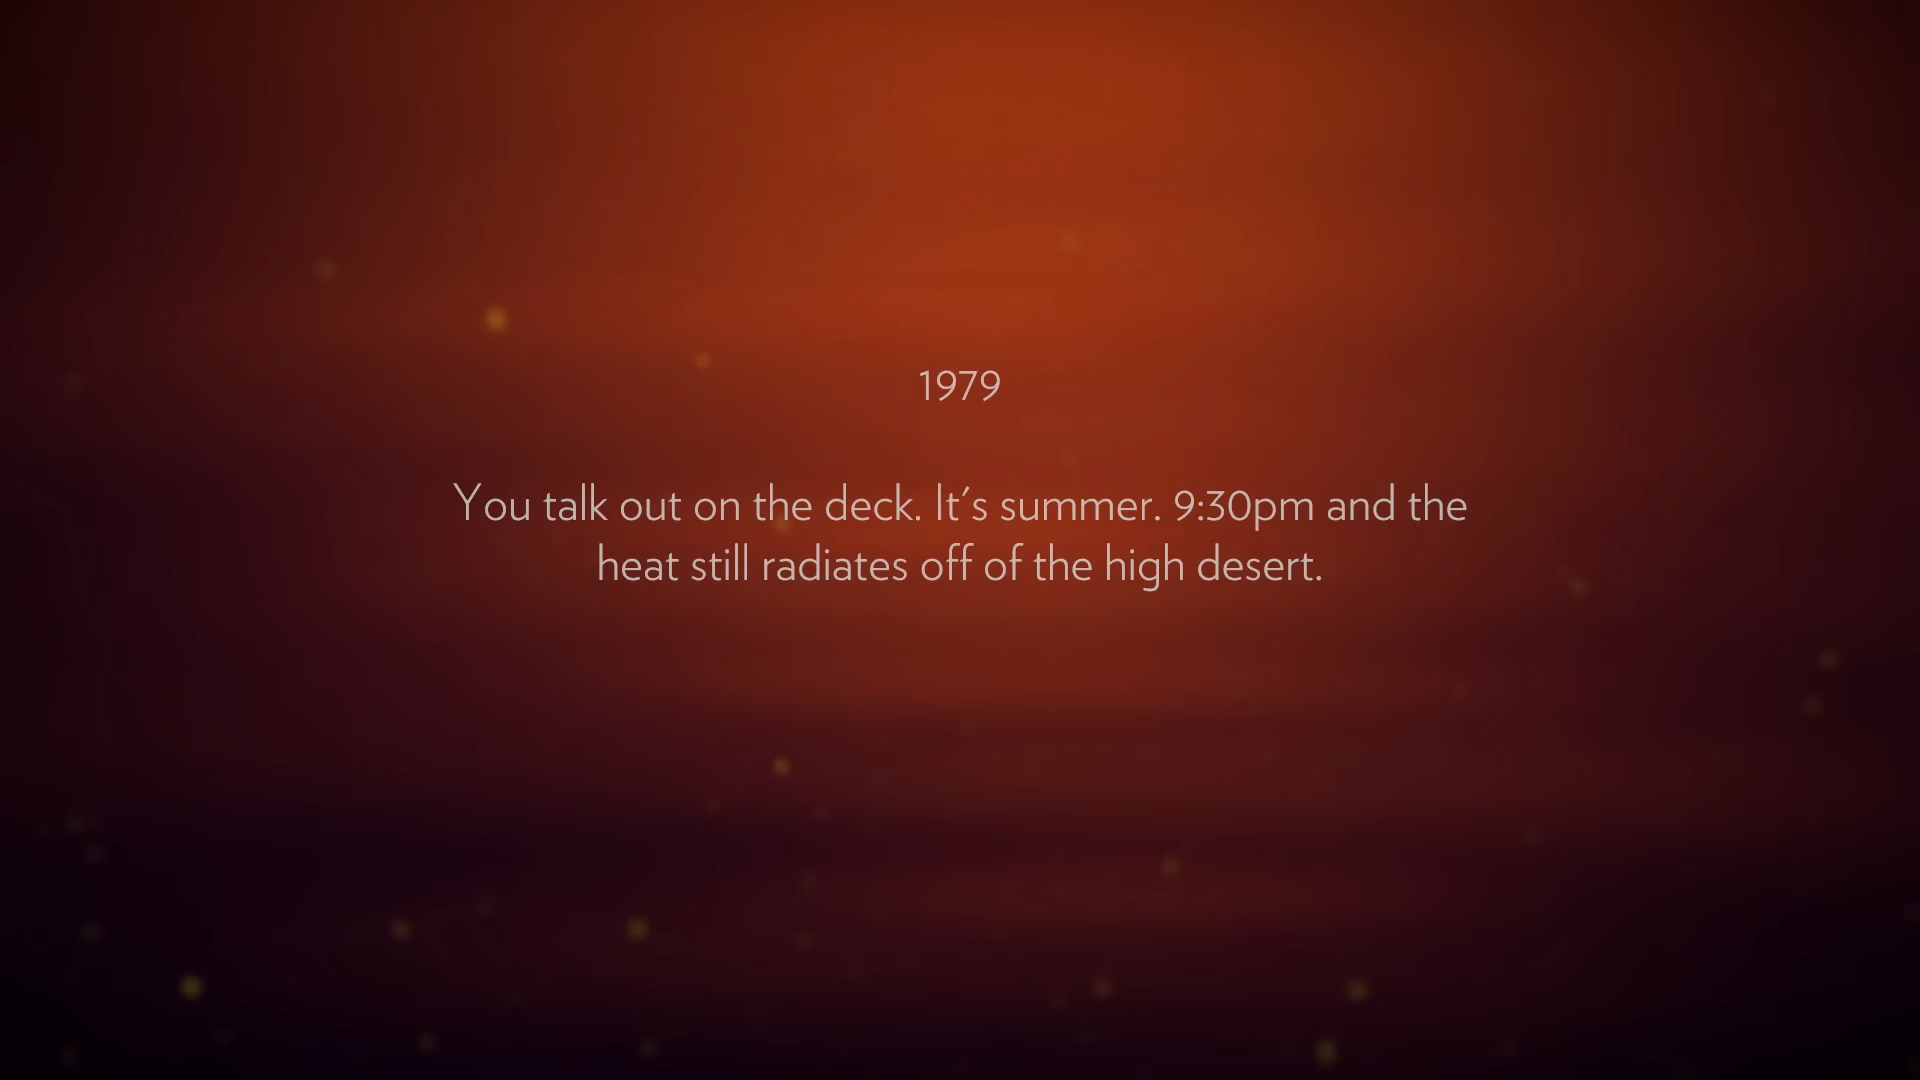 1979
You talk out on the deck. It's summer. 9:30pm and the
heat still radiates off of the high desert.